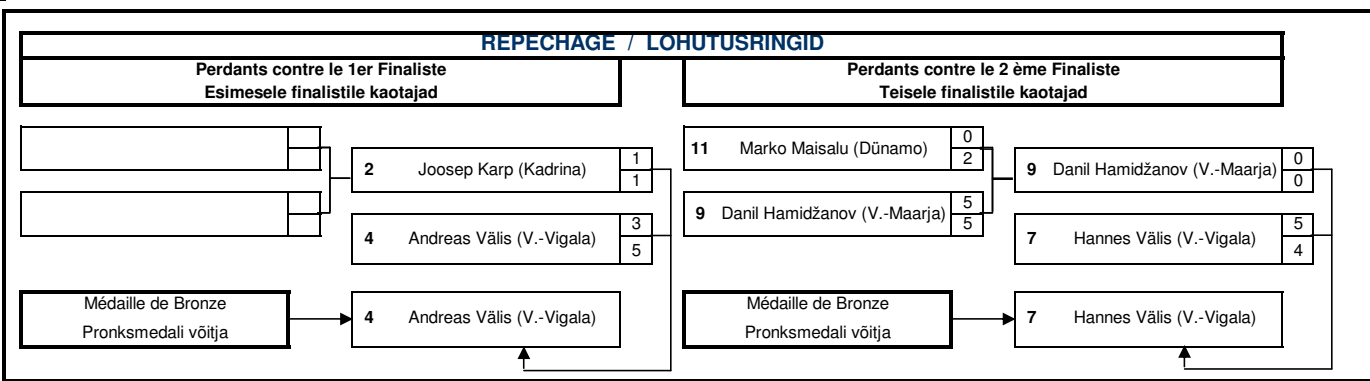 REPECHAGE / LOHUTUSRINGID
Perdants contre le 1er Finaliste
Esimesele finalistile kaotajad
Perdants contre le 2 ème Finaliste
Teisele finalistile kaotajad
2 Joosep Karp (Kadrina) 1
1
4 Andreas Välis (V.-Vigala) 3
5
Médaille de Bronze
Pronksmedali võitja
4 Andreas Välis (V.-Vigala)
11 Marko Maisalu (Dünamo) 0
2
9 Danil Hamidžanov (V.-Maarja) 5
5
9 Danil Hamidžanov (V.-Maarja) 0
0
7 Hannes Välis (V.-Vigala) 5
4
Médaille de Bronze
Pronksmedali võitja
7 Hannes Välis (V.-Vigala)